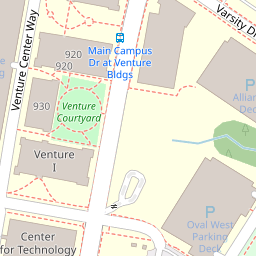 Venture Center Way
Varsity Dr
920
920
Main Campus
Dr at Venture
Bldgs
P
Allian
Deck
930
Venture
Courtyard
Venture
I
P
Oval West
Parking
Deck
Center
for Technology